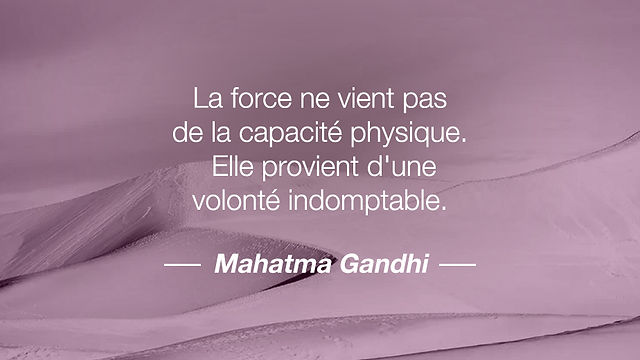 La force ne vient pas
de la capacité physique.
Elle provient d'une
volonté indomptable.
Mahatma Gandhi